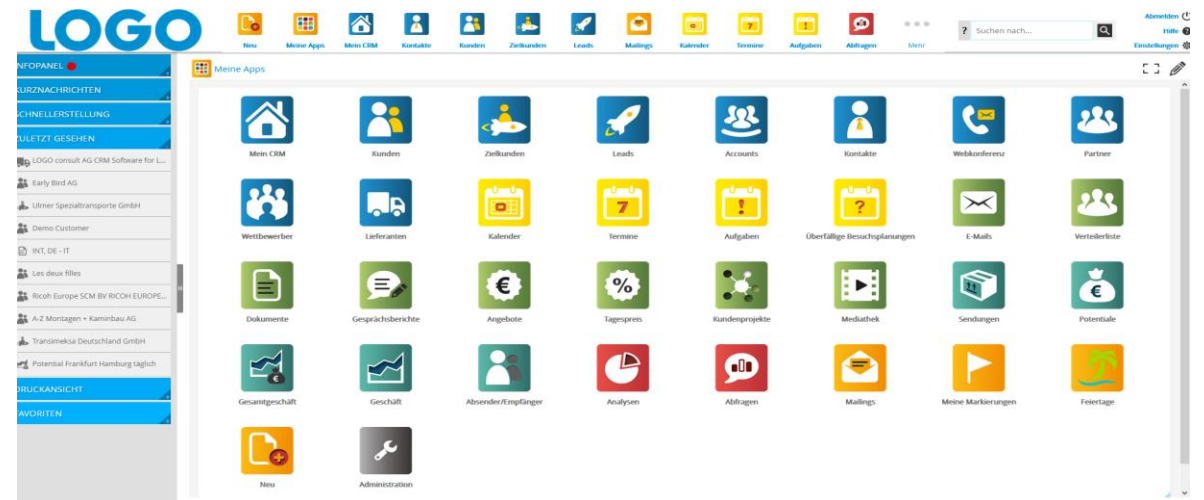 LOGO
Neu
Meine Apps
Mein CRM
Kontakte
Kunden
Zielkunden
Leads
Mailings
Kalender
Termine
Aufgaben
Abfragen
Mehr
? Suchen nach...
Abmelden
Hilfe
Einstellungen
NFOPANEL
KURZNACHRICHTEN
SCHNELLERSTELLUNG
ZULETZT GESEHEN
LOGO consult AG CRM Software for L...
Early Bird AG
Ulmer Spezialtransporte GmbH
Demo Customer
INT, DE - IT
Les deux filles
Ricoh Europe SCM BV RICOH EUROPE...
A-Z Montagen + Kaminbau AG
Transimeksa Deutschland GmbH
Potential Frankfurt Hamburg täglich
DRUCKANSICHT
FAVORITEN
Meine Apps
Mein CRM
Kunden
Zielkunden
Leads
Accounts
Kontakte
Webkonferenz
Partner
Wettbewerber
Lieferanten
Kalender
7
Termine
!
Aufgaben
?
Überfällige Besuchsplanungen
E-Mails
Verteilerliste
Dokumente
Gesprächsberichte
€
Angebote
%
Tagespreis
Kundenprojekte
Mediathek
Sendungen
€
Potentiale
Gesamtgeschäft
Geschäft
Absender/Empfänger
Analysen
Abfragen
Mailings
Meine Markierungen
Feiertage
Neu
Administration